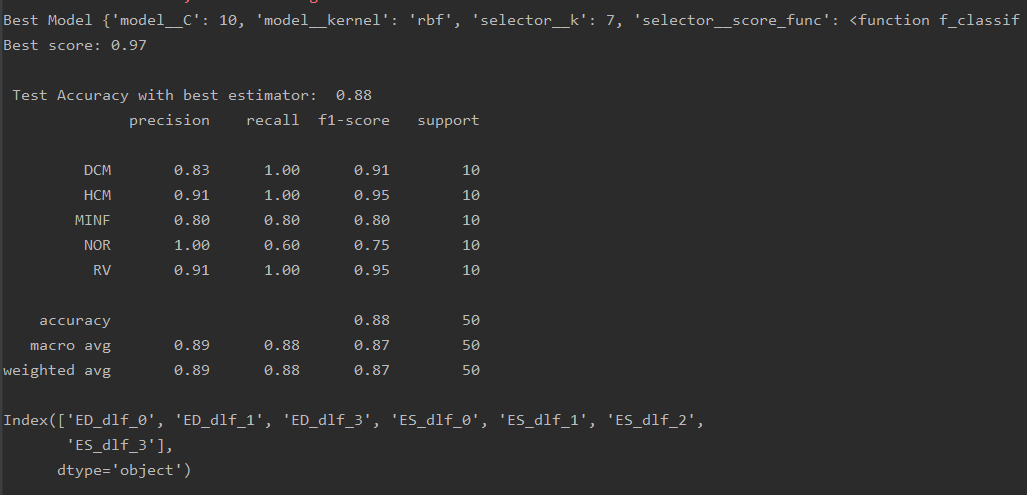 Best Model {'model__C': 10, 'model__kernel': 'rbf', 'selector__k': 7, 'selector__score_func': <function f_classif
Best score: 0.97
Test Accuracy with best estimator:  0.88
precision    recall  f1-score   support
DCM       0.83      1.00      0.91        10
HCM       0.91      1.00      0.95        10
MINF       0.80      0.80      0.80        10
NOR       1.00      0.60      0.75        10
RV       0.91      1.00      0.95        10
accuracy                           0.88        50
macro avg       0.89      0.88      0.87        50
weighted avg       0.89      0.88      0.87        50
Index(['ED_dlf_0', 'ED_dlf_1', 'ED_dlf_3', 'ES_dlf_0', 'ES_dlf_1', 'ES_dlf_2',
'ES_dlf_3'],
dtype='object')